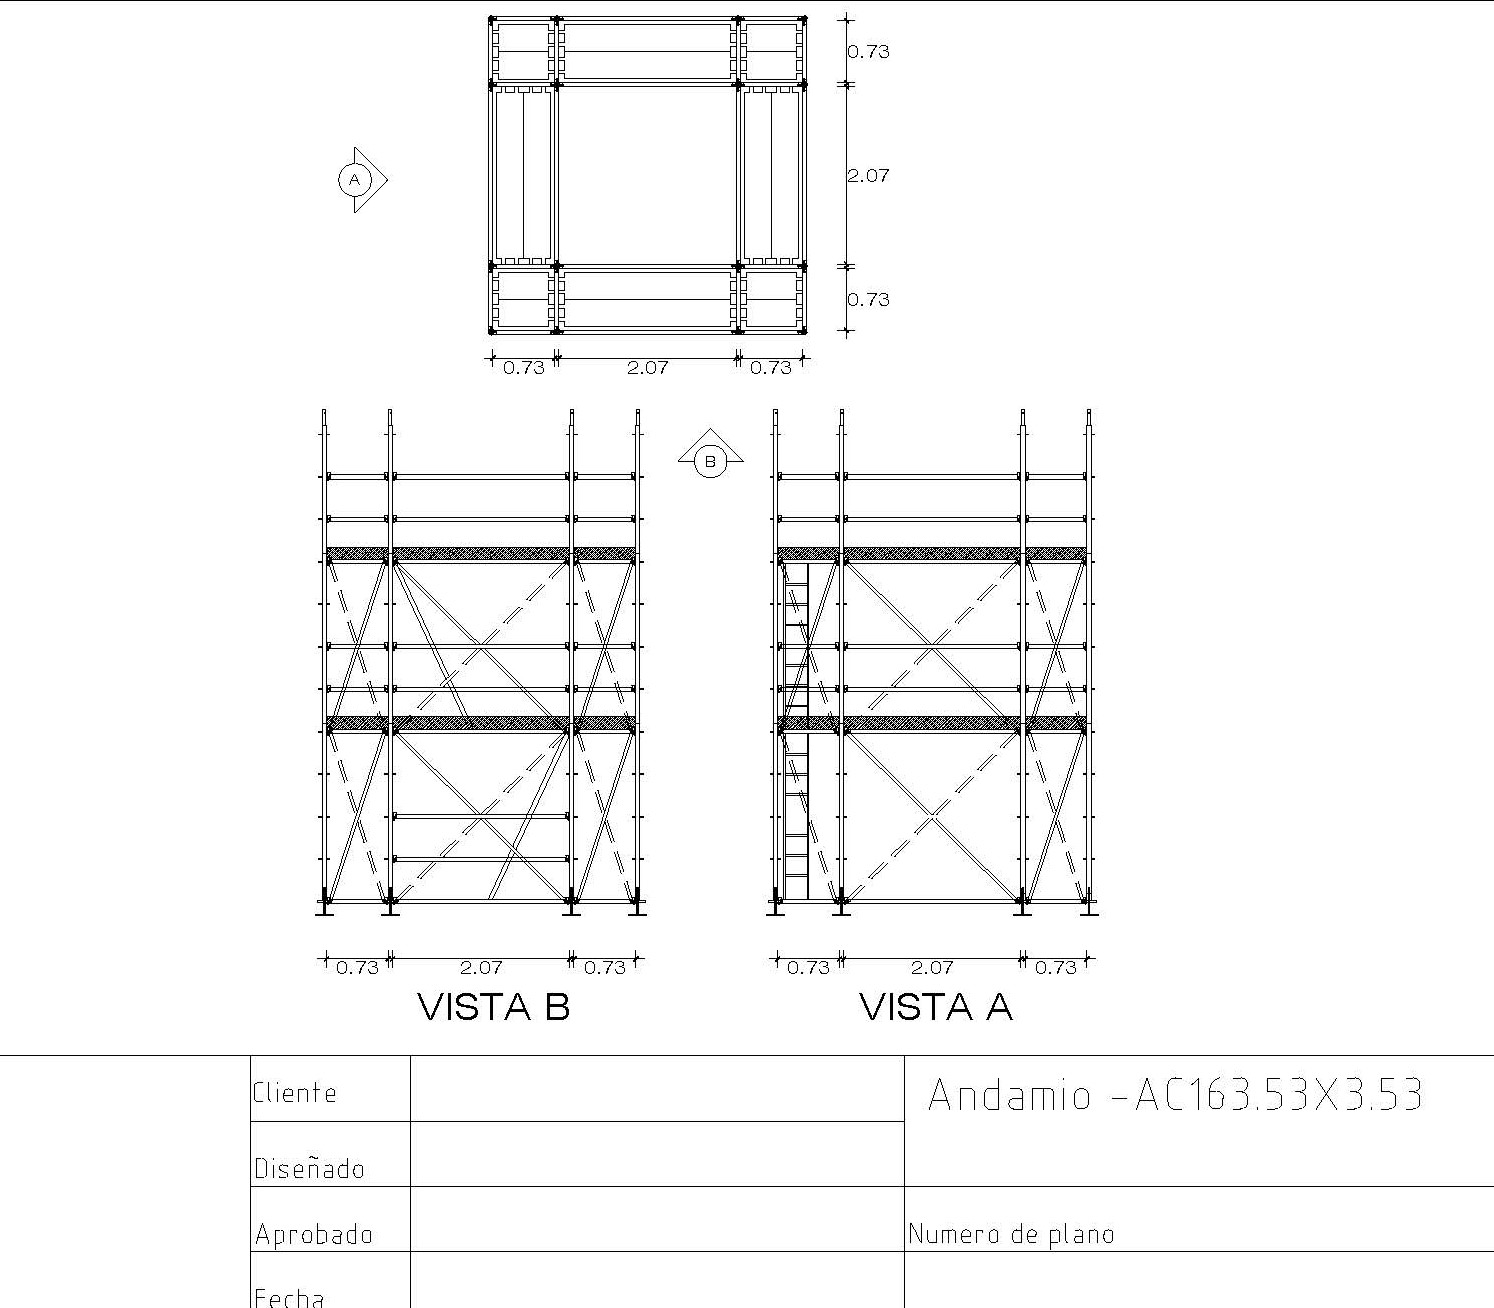 0.73
A
2.07
0.73
0.73 2.07 0.73
B
0.73 2.07 0.73 0.73 2.07 0.73
VISTA B VISTA A
Cliente Andamio -AC163.53X3.53
Diseñado
Aprobado Numero de plano
Fecha